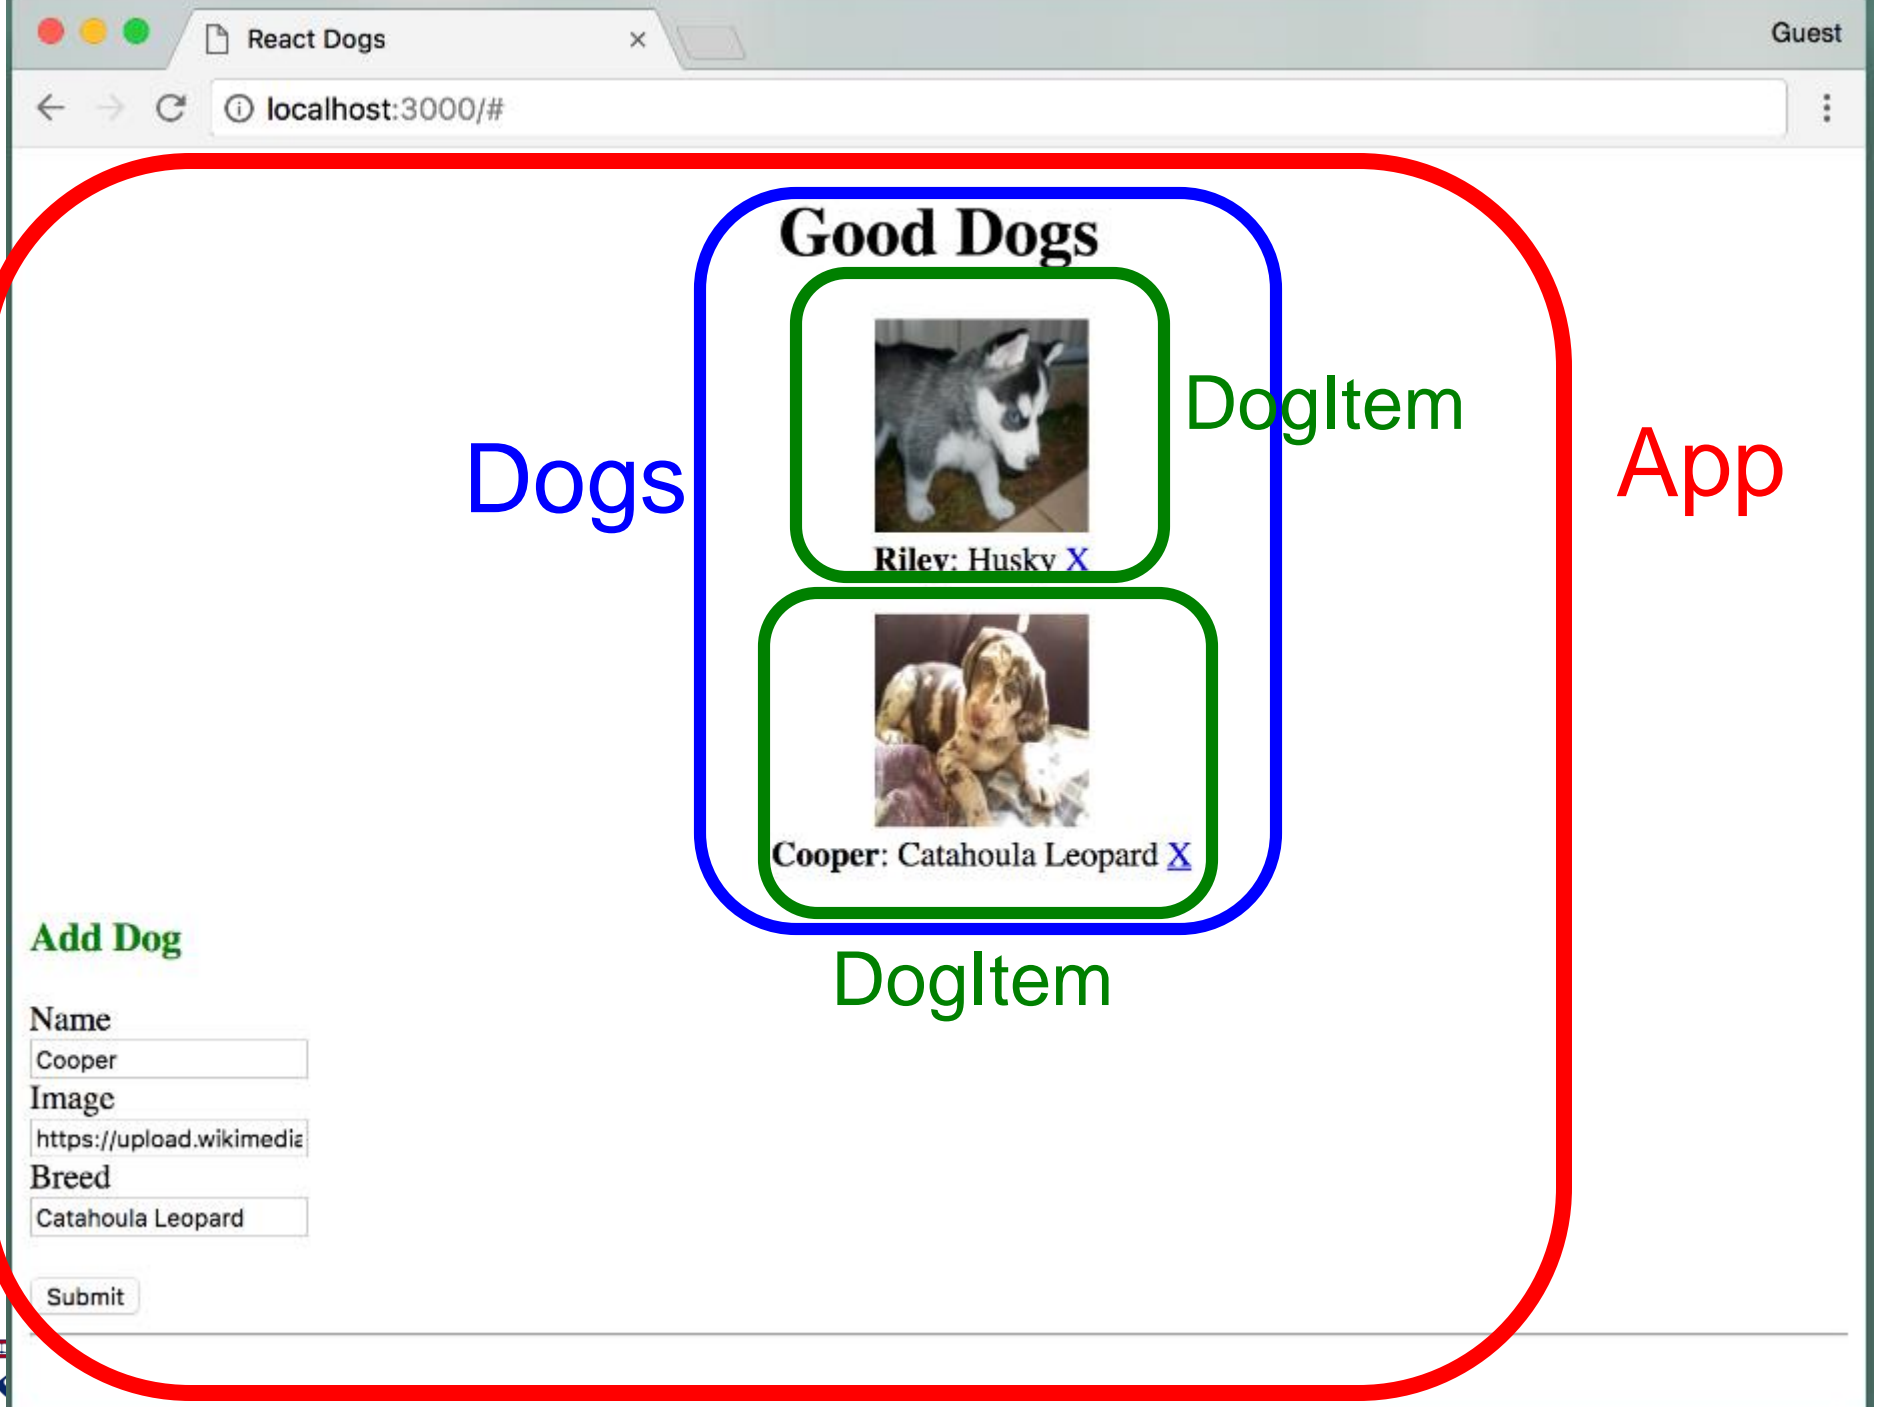 React Dogs
Guest
localhost:3000/#
Good Dogs
DogItem
Dogs
App
Riley: Husky X
Cooper: Catahoula Leopard X
Add Dog
DogItem
Name
Cooper
Image
https://upload.wikimedia
Breed
Catahoula Leopard
Submit